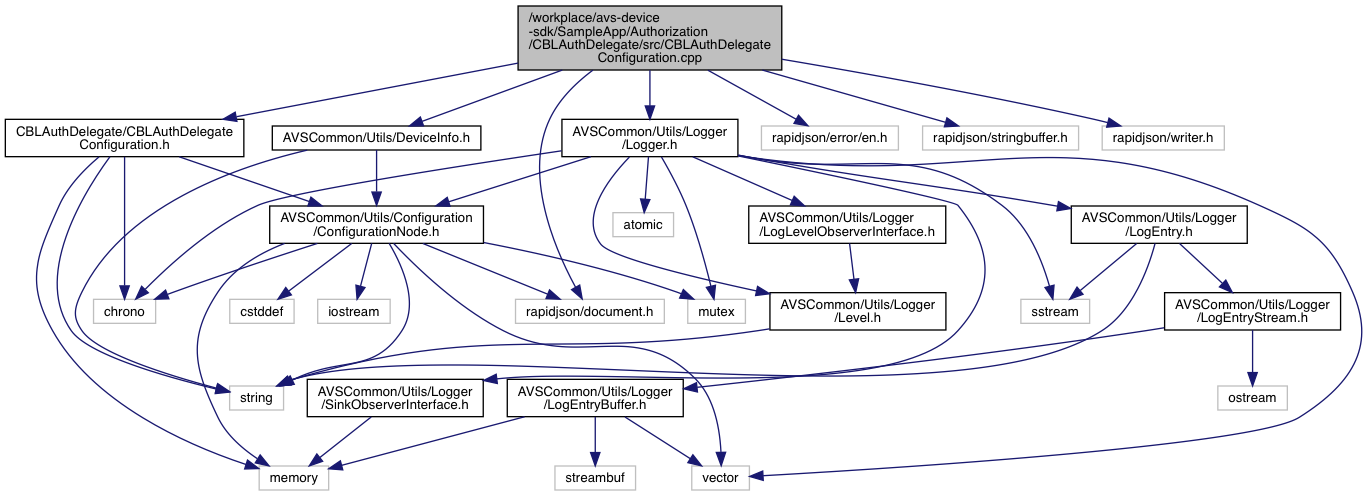 /workplace/avs-device
-sdk/SampleApp/Authorization
/CBLAuthDelegate/src/CBLAuthDelegate
Configuration.cpp
CBLAuthDelegate/CBLAuthDelegate
Configuration.h
AVSCommon/Utils/DeviceInfo.h
AVSCommon/Utils/Logger
/Logger.h
rapidjson/error/en.h
rapidjson/stringbuffer.h
rapidjson/writer.h
AVSCommon/Utils/Configuration
/ConfigurationNode.h
atomic
AVSCommon/Utils/Logger
/LogLevelObserverInterface.h
AVSCommon/Utils/Logger
/LogEntry.h
chrono
cstddef
iostream
rapidjson/document.h
mutex
AVSCommon/Utils/Logger
/Level.h
sstream
AVSCommon/Utils/Logger
/LogEntryStream.h
string
AVSCommon/Utils/Logger
/SinkObserverInterface.h
AVSCommon/Utils/Logger
/LogEntryBuffer.h
ostream
memory
streambuf
vector